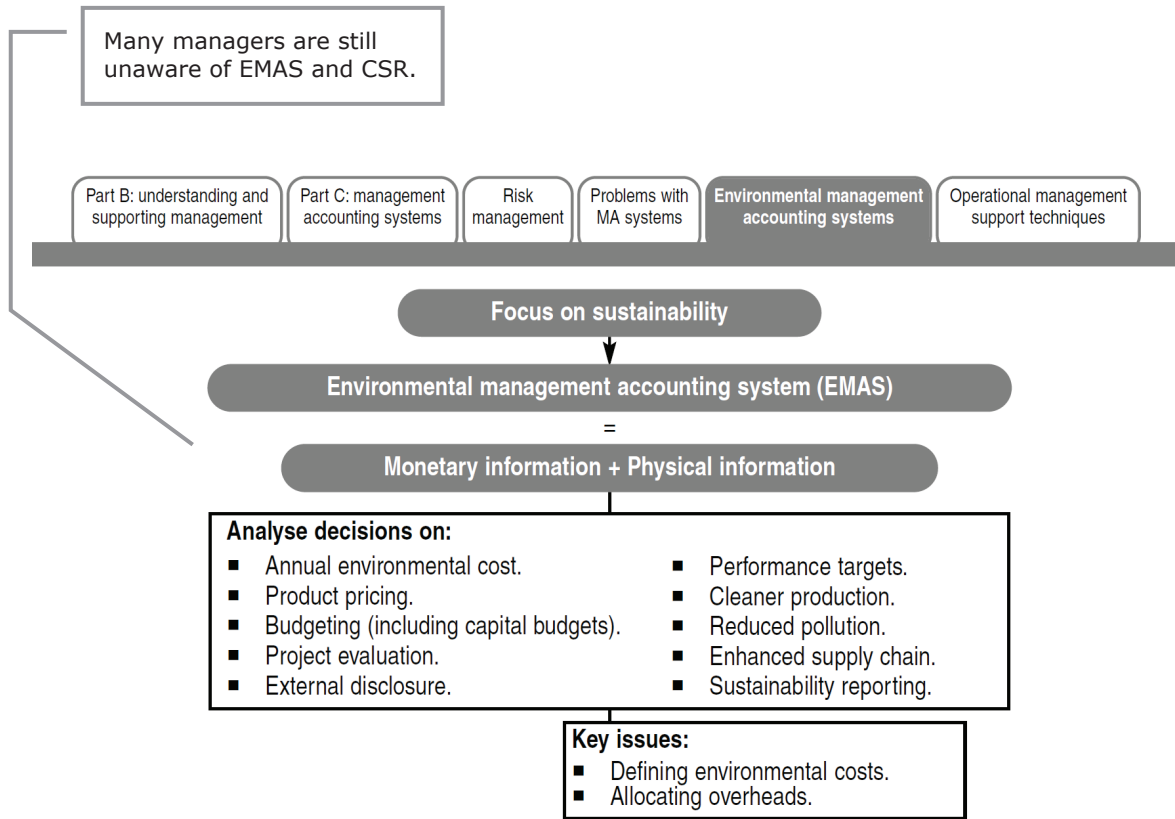 Many managers are still
unaware of EMAS and CSR.
Part B: understanding and
supporting management
Part C: management
accounting systems
Risk
management
Problems with
MA systems
Environmental management
accounting systems
Operational management
support techniques
Focus on sustainability
Environmental management accounting system (EMAS)
=
Monetary information + Physical information
Analyse decisions on:
■ Annual environmental cost.
■ Product pricing.
■ Budgeting (including capital budgets).
■ Project evaluation.
■ External disclosure.
■ Performance targets.
■ Cleaner production.
■ Reduced pollution.
■ Enhanced supply chain.
■ Sustainability reporting.
Key issues:
■ Defining environmental costs.
■ Allocating overheads.